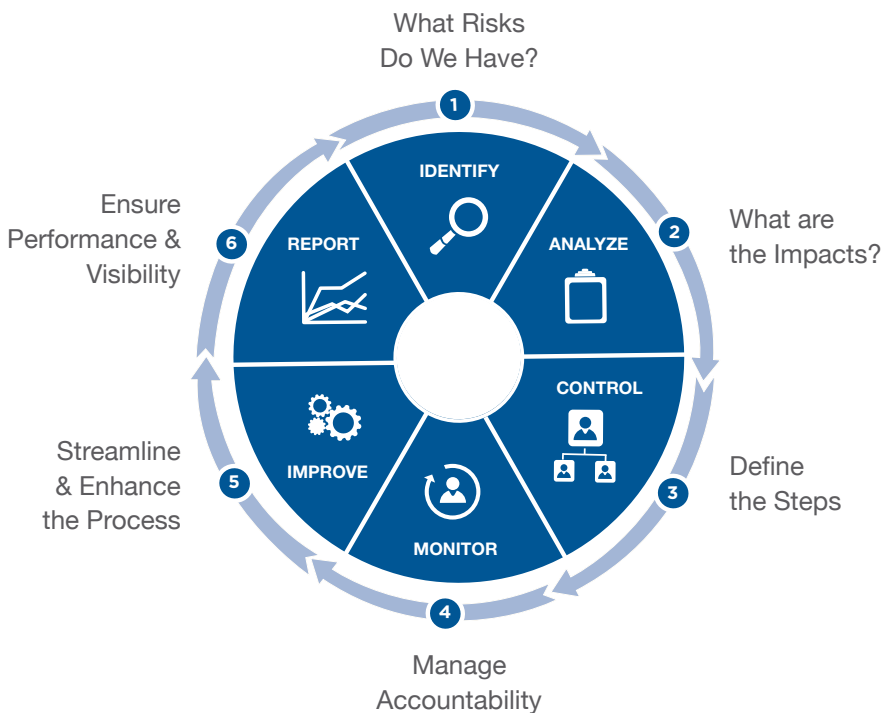 What Risks
Do We Have?
1
IDENTIFY
2
ANALYZE
What are
the Impacts?
CONTROL
3
Define
the Steps
MONITOR
4
Manage
Accountability
IMPROVE
5
Streamline
& Enhance
the Process
REPORT
6
Ensure
Performance &
Visibility